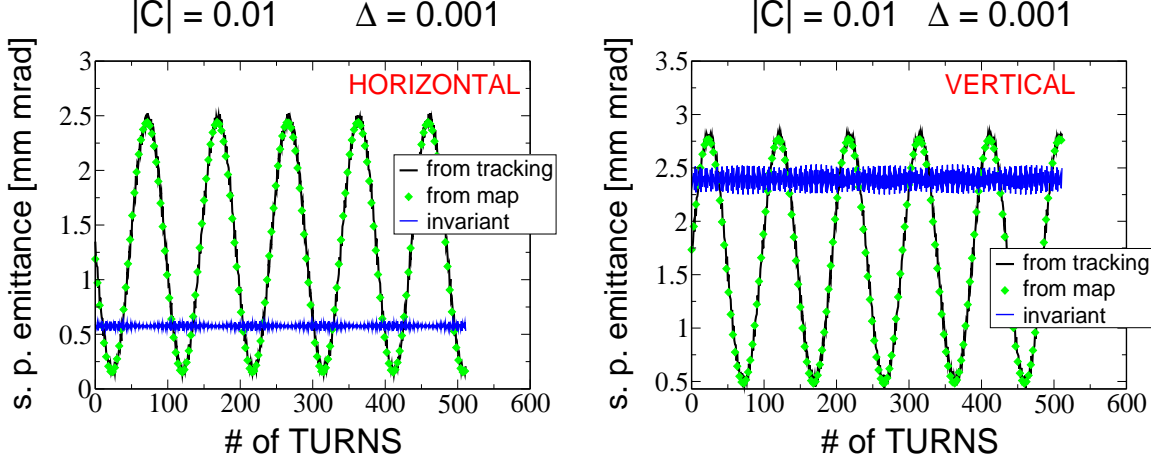 |C| = 0.01 Δ = 0.001
HORIZONTAL
s. p. emittance [mm mrad]
3
2.5
2
1.5
1
0.5
0
from tracking
from map
invariant
0 100 200 300 400 500 600
# of TURNS
|C| = 0.01 Δ = 0.001
VERTICAL
s. p. emittance [mm mrad]
3.5
3
2.5
2
1.5
1
0.5
from tracking
from map
invariant
0 100 200 300 400 500 600
# of TURNS